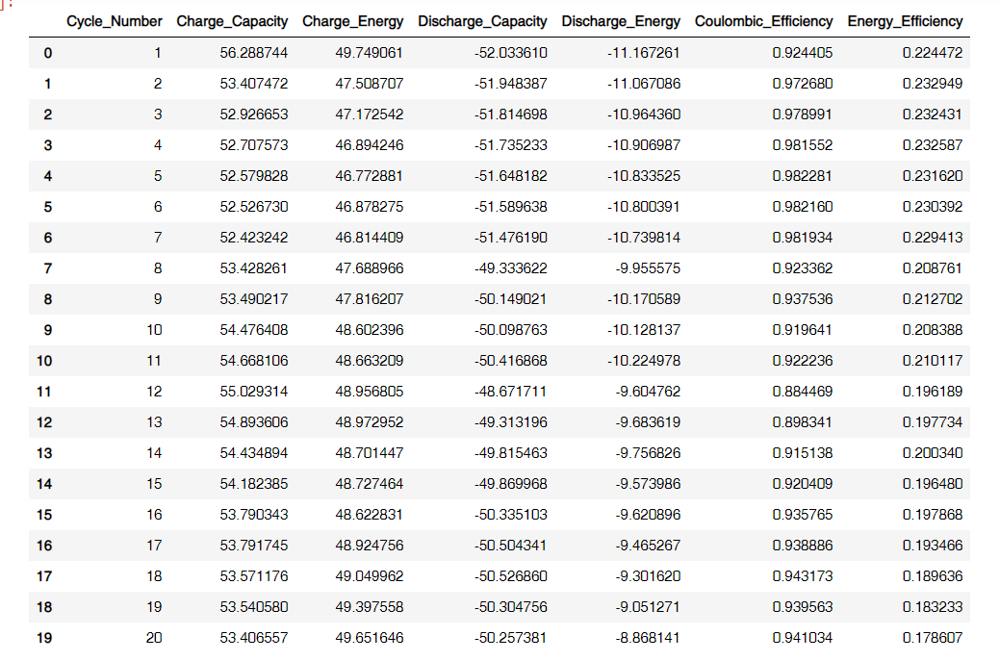 ]:
Cycle_Number Charge_Capacity Charge_Energy Discharge_Capacity Discharge_Energy Coulombic_Efficiency Energy_Efficiency
0 1 56.288744 49.749061 -52.033610 -11.167261 0.924405 0.224472
1 2 53.407472 47.508707 -51.948387 -11.067086 0.972680 0.232949
2 3 52.926653 47.172542 -51.814698 -10.964360 0.978991 0.232431
3 4 52.707573 46.894246 -51.735233 -10.906987 0.981552 0.232587
4 5 52.579828 46.772881 -51.648182 -10.833525 0.982281 0.231620
5 6 52.526730 46.878275 -51.589638 -10.800391 0.982160 0.230392
6 7 52.423242 46.814409 -51.476190 -10.739814 0.981934 0.229413
7 8 53.428261 47.688966 -49.333622 -9.955575 0.923362 0.208761
8 9 53.490217 47.816207 -50.149021 -10.170589 0.937536 0.212702
9 10 54.476408 48.602396 -50.098763 -10.128137 0.919641 0.208388
10 11 54.668106 48.663209 -50.416868 -10.224978 0.922236 0.210117
11 12 55.029314 48.956805 -48.671711 -9.604762 0.884469 0.196189
12 13 54.893606 48.972952 -49.313196 -9.683619 0.898341 0.197734
13 14 54.434894 48.701447 -49.815463 -9.756826 0.915138 0.200340
14 15 54.182385 48.727464 -49.869968 -9.573986 0.920409 0.196480
15 16 53.790343 48.622831 -50.335103 -9.620896 0.935765 0.197868
16 17 53.791745 48.924756 -50.504341 -9.465267 0.938886 0.193466
17 18 53.571176 49.049962 -50.526860 -9.301620 0.943173 0.189636
18 19 53.540580 49.397558 -50.304756 -9.051271 0.939563 0.183233
19 20 53.406557 49.651646 -50.257381 -8.868141 0.941034 0.178607